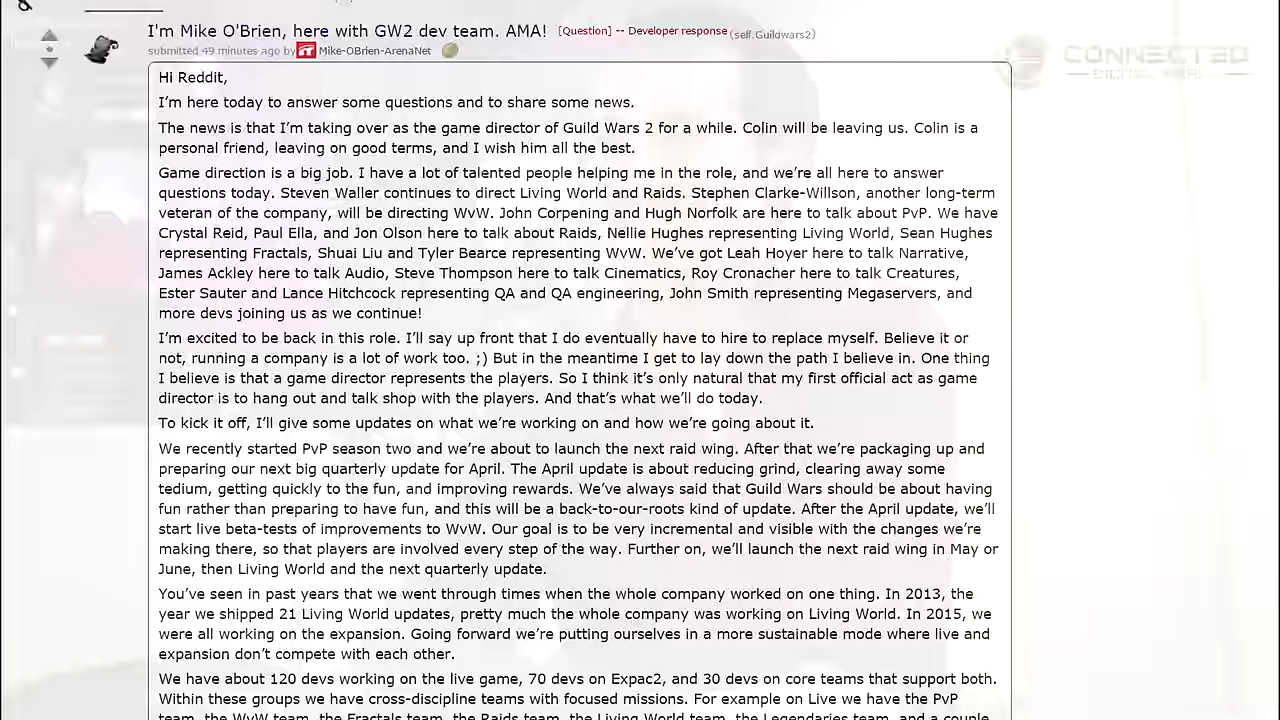 I'm Mike O'Brien, here with GW2 dev team. AMA! [Question] -- Developer response (self.Guildwars2)
submitted 49 minutes ago by Mike-OBrien-ArenaNet
CONNECTED
Hi Reddit,
I'm here today to answer some questions and to share some news.
The news is that I'm taking over as the game director of Guild Wars 2 for a while. Colin will be leaving us. Colin is a
personal friend, leaving on good terms, and I wish him all the best.
Game direction is a big job. I have a lot of talented people helping me in the role, and we're all here to answer
questions today. Steven Waller continues to direct Living World and Raids. Stephen Clarke-Willson, another long-term
veteran of the company, will be directing WvW. John Corpening and Hugh Norfolk are here to talk about PvP. We have
Crystal Reid, Paul Ella, and Jon Olson here to talk about Raids, Nellie Hughes representing Living World, Sean Hughes
representing Fractals, Shuai Liu and Tyler Bearce representing WvW. We've got Leah Hoyer here to talk Narrative,
James Ackley here to talk Audio, Steve Thompson here to talk Cinematics, Roy Cronacher here to talk Creatures,
Ester Sauter and Lance Hitchcock representing QA and QA engineering, John Smith representing Megaservers, and
more devs joining us as we continue!
I'm excited to be back in this role. I'll say up front that I do eventually have to hire to replace myself. Believe it or
not, running a company is a lot of work too. ;) But in the meantime I get to lay down the path I believe in. One thing
I believe is that a game director represents the players. So I think it's only natural that my first official act as game
director is to hang out and talk shop with the players. And that's what we'll do today.
To kick it off, I'll give some updates on what we're working on and how we're going about it.
We recently started PvP season two and we're about to launch the next raid wing. After that we're packaging up and
preparing our next big quarterly update for April. The April update is about reducing grind, clearing away some
tedium, getting quickly to the fun, and improving rewards. We've always said that Guild Wars should be about having
fun rather than preparing to have fun, and this will be a back-to-our-roots kind of update. After the April update, we'll
start live beta-tests of improvements to WvW. Our goal is to be very incremental and visible with the changes we're
making there, so that players are involved every step of the way. Further on, we'll launch the next raid wing in May or
June, then Living World and the next quarterly update.
You've seen in past years that we went through times when the whole company worked on one thing. In 2013, the
year we shipped 21 Living World updates, pretty much the whole company was working on Living World. In 2015, we
were all working on the expansion. Going forward we're putting ourselves in a more sustainable mode where live and
expansion don't compete with each other.
We have about 120 devs working on the live game, 70 devs on Expac2, and 30 devs on core teams that support both.
Within these groups we have cross-discipline teams with focused missions. For example on Live we have the PvP
team, the WvW team, the Fractals team, the Raids team, the Living World team, the Legendaries team, and a couple